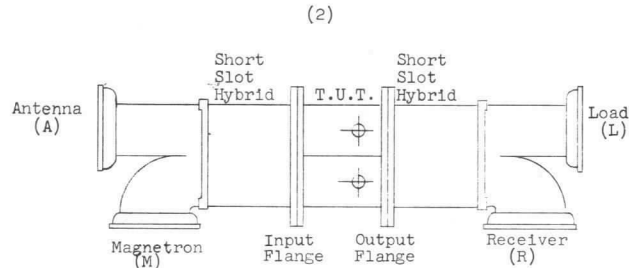 (2)
Short
Slot
Hybrid
T.U.T.
Short
Slot
Hybrid
Antenna
(A)
Load
(L)
Magnetron
(M)
Input
Flange
Output
Flange
Receiver
(R)